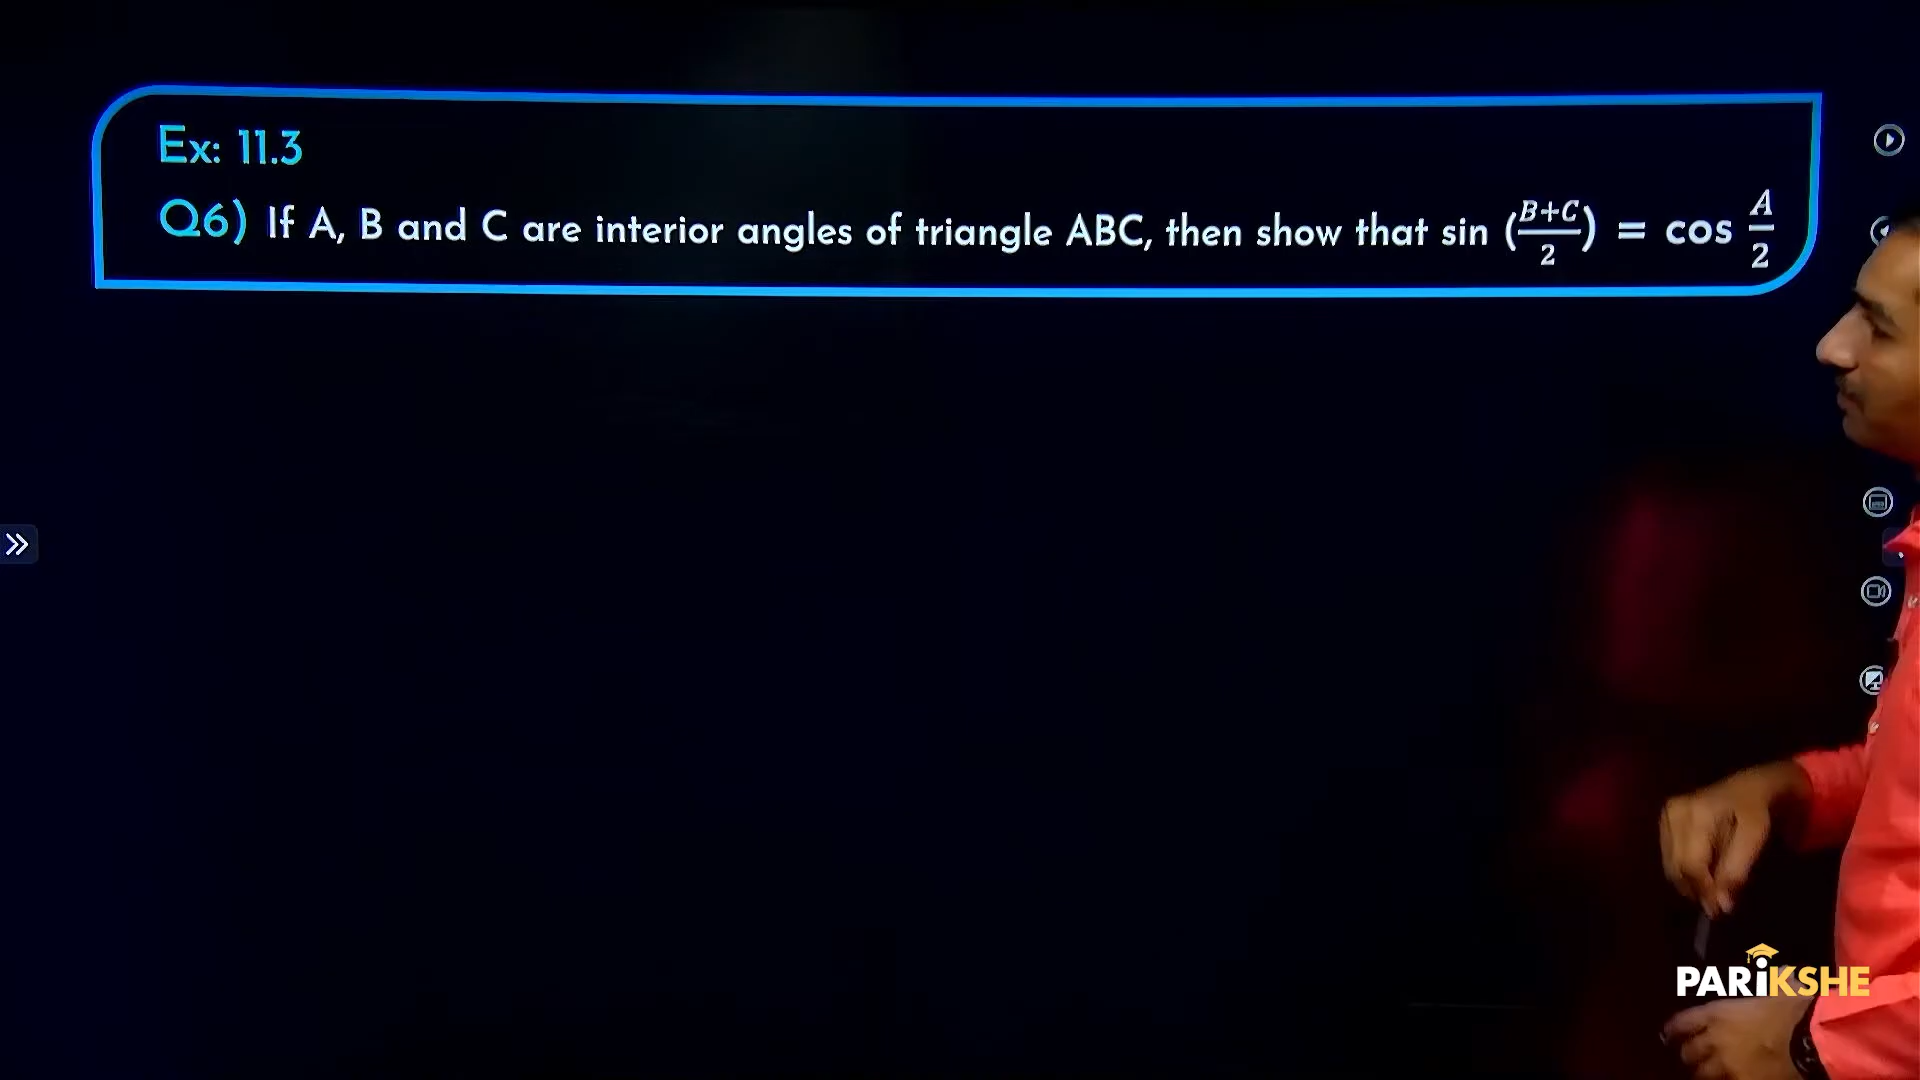 Ex: 11.3
Q6) If A, B and C are interior angles of triangle ABC, then show that sin (B+C/2) = cos A/2
PARiKSHE